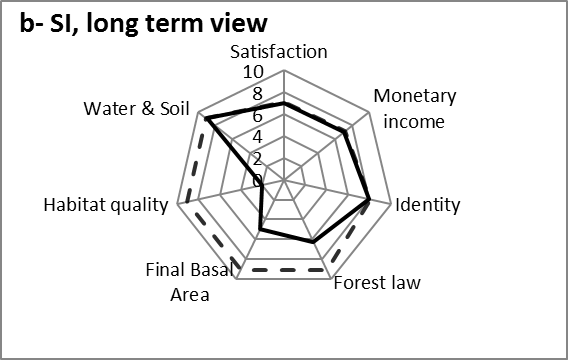 b- SI, long term view
Satisfaction
10
8
6
4
2
0
Monetary
income
Identity
Forest law
Final Basal
Area
Habitat quality
Water & Soil